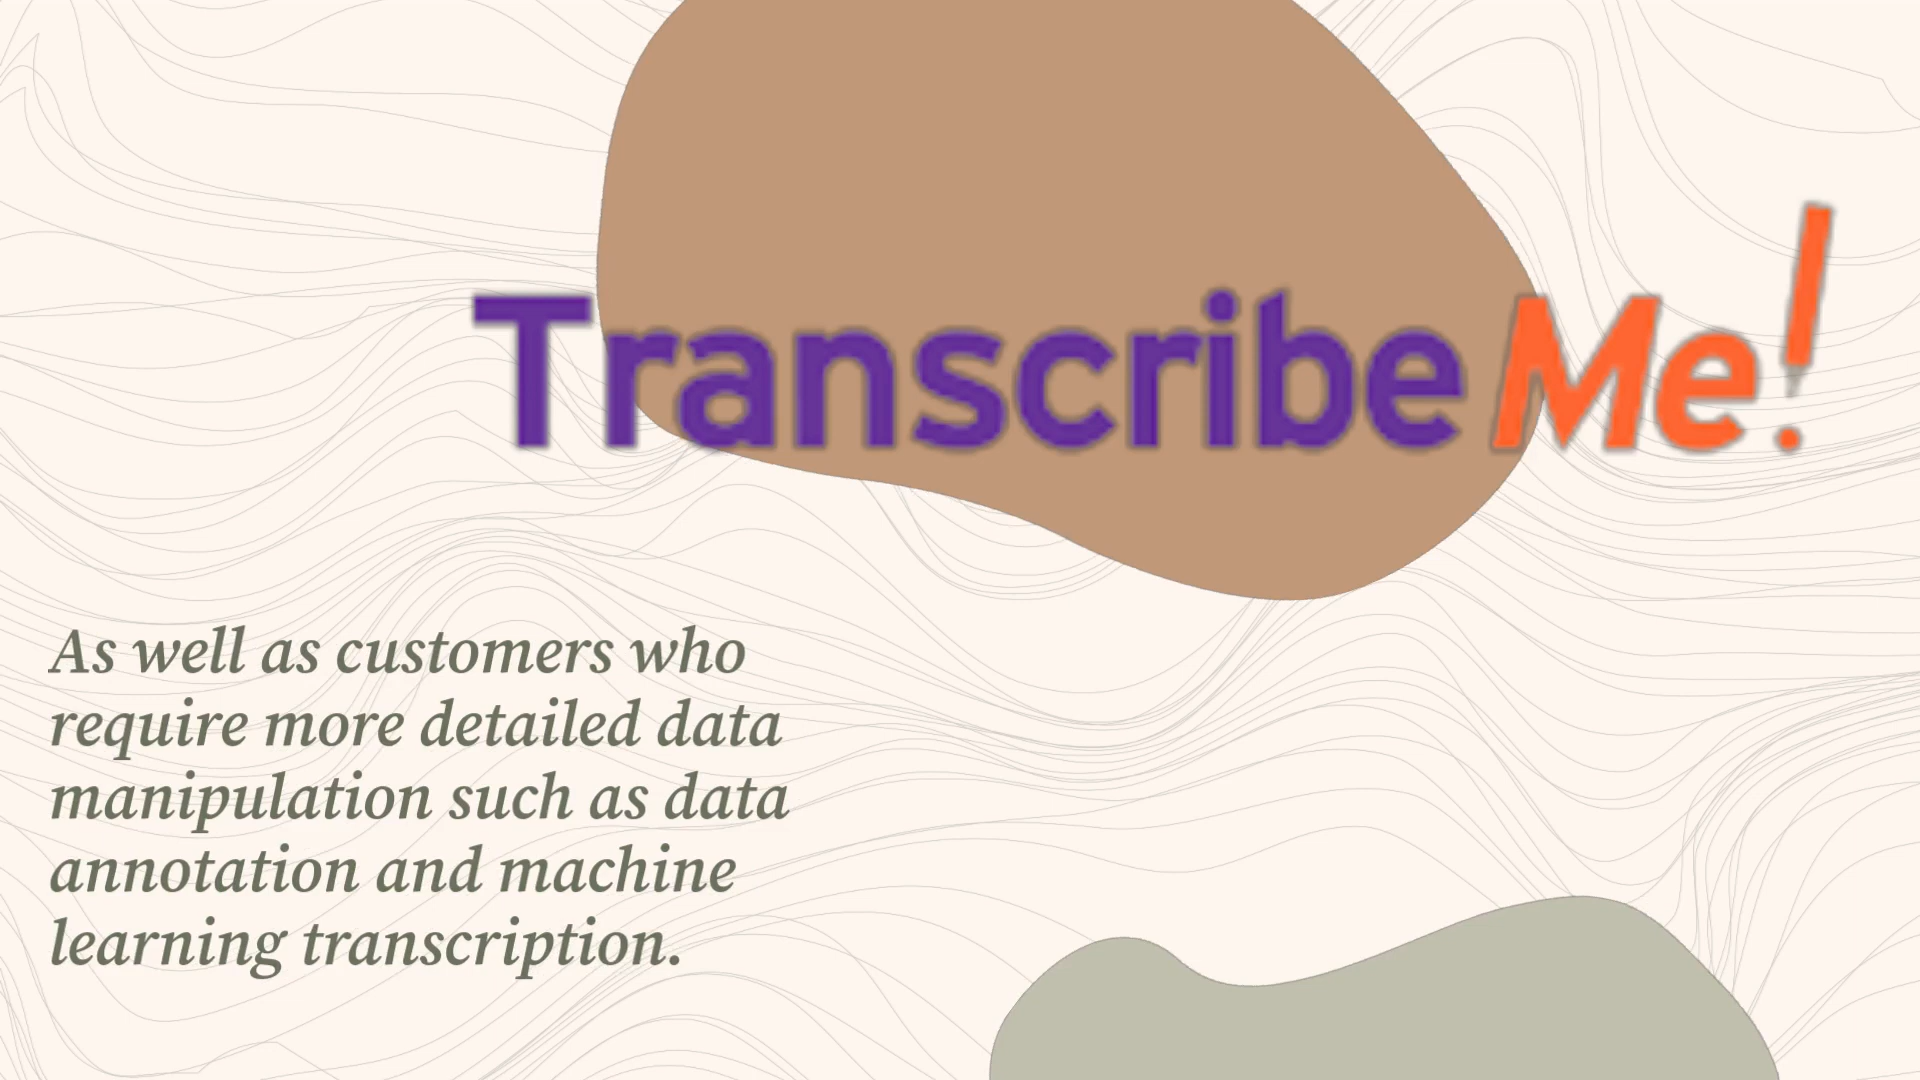 TranscribeMe!
As well as customers who
require more detailed data
manipulation such as data
annotation and machine
learning transcription.